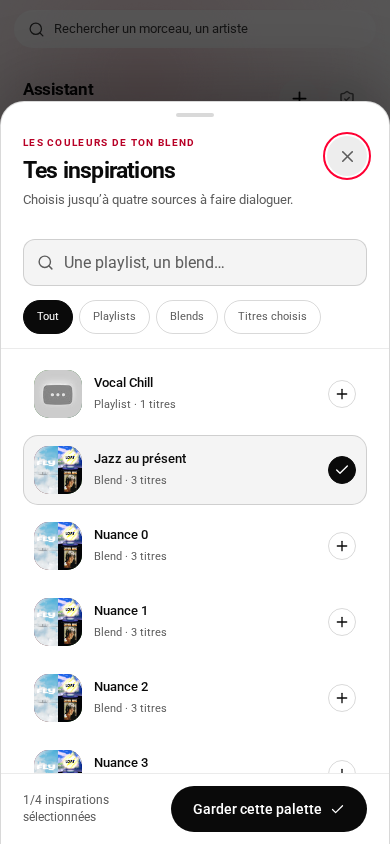 Rechercher un morceau, un artiste
Assistant
LES COULEURS DE TON BLEND
Tes inspirations
Choisis jusqu’à quatre sources à faire dialoguer.
Une playlist, un blend…
Tout
Playlists
Blends
Titres choisis
Vocal Chill
Playlist · 1 titres
Jazz au présent
Blend · 3 titres
Nuance 0
Blend · 3 titres
Nuance 1
Blend · 3 titres
Nuance 2
Blend · 3 titres
Nuance 3
1/4 inspirations
sélectionnées
Garder cette palette